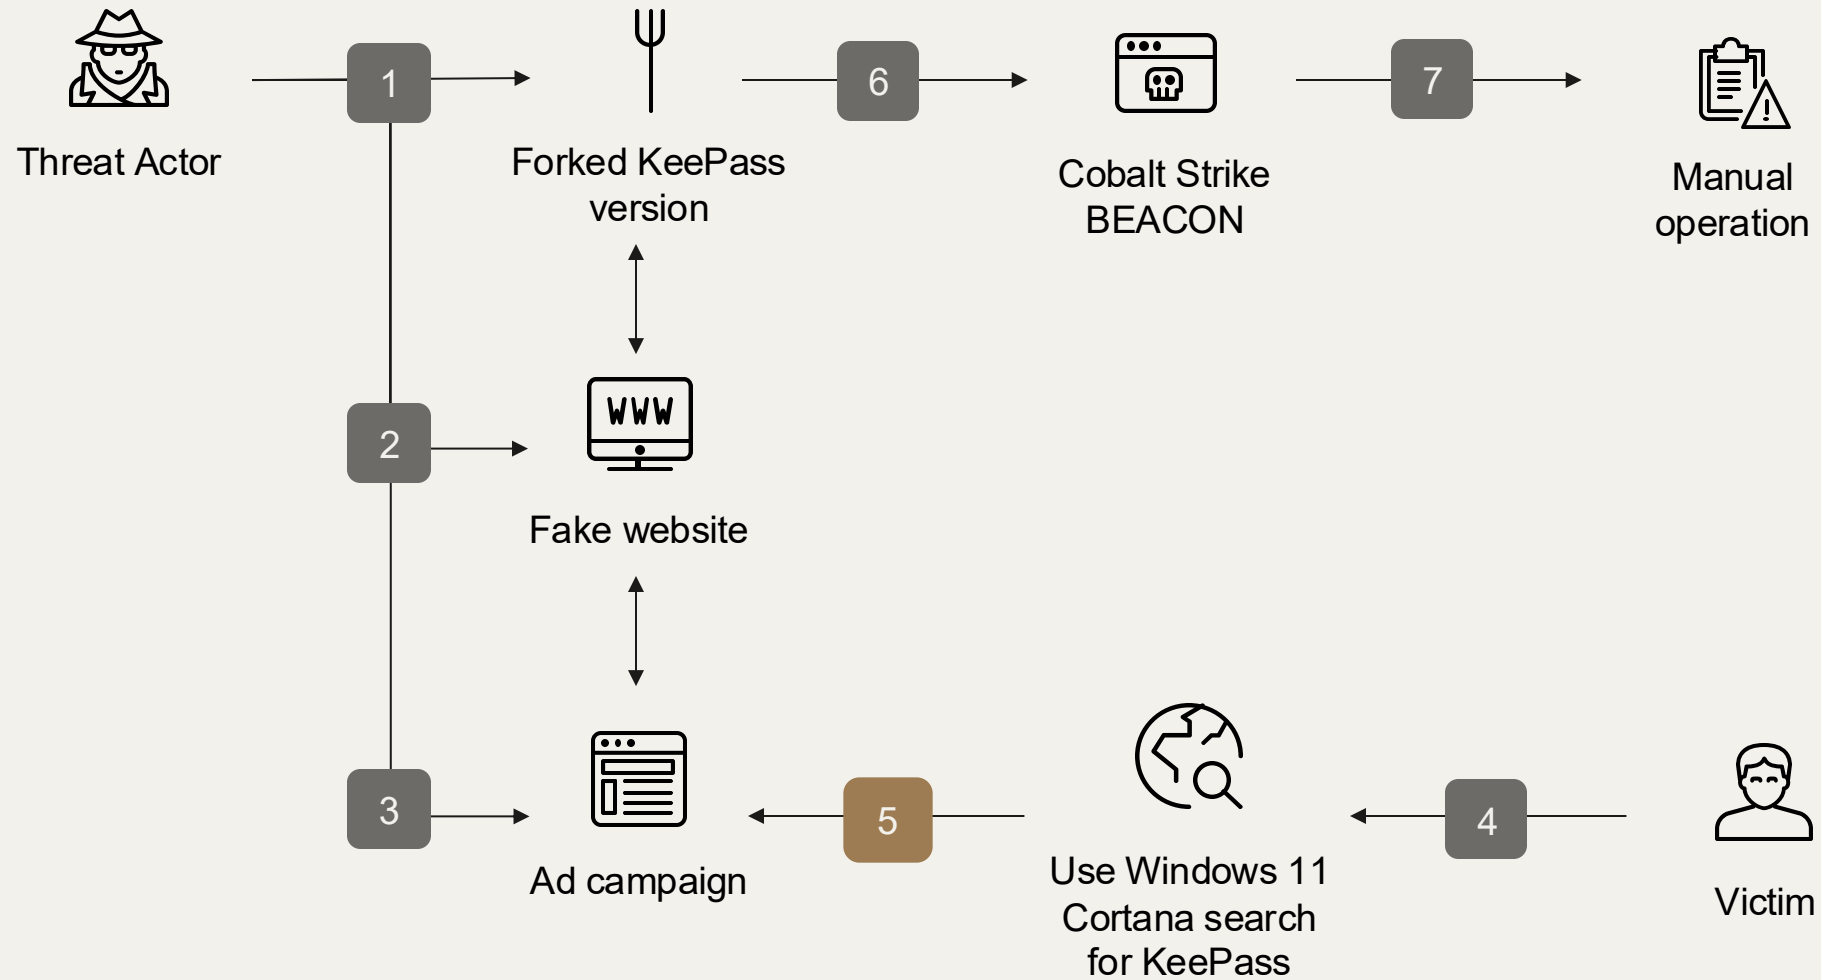 1
6
7
Threat Actor
Forked KeePass
version
Cobalt Strike
BEACON
Manual
operation
WWW
2
Fake website
3
5
4
Ad campaign
Use Windows 11
Cortana search
for KeePass
Victim